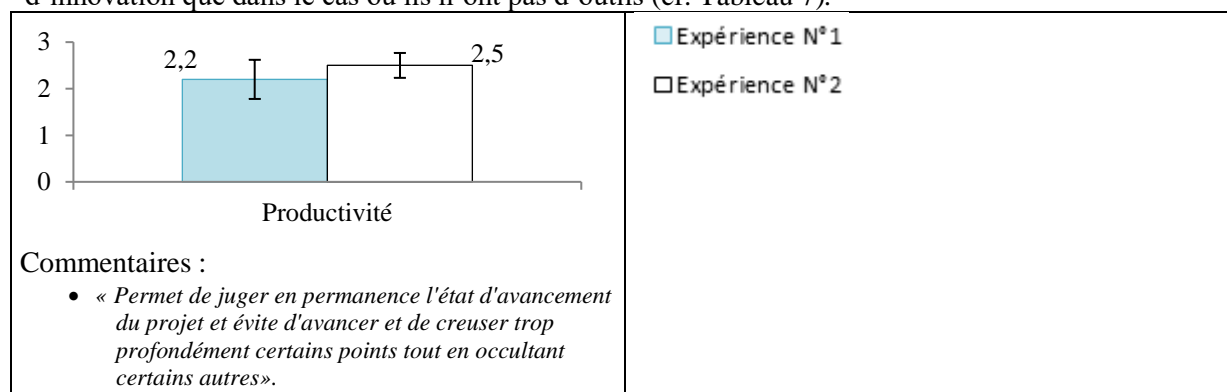 d'innovation que dans le cas où ils n'ont pas d'outils (cf. Tableau 7).
3
2
1
0
2,2
2,5
Productivité
Expérience N°1
Expérience N°2
Commentaires :
• « Permet de juger en permanence l'état d'avancement
du projet et évite d'avancer et de creuser trop
profondément certains points tout en occultant
certains autres».